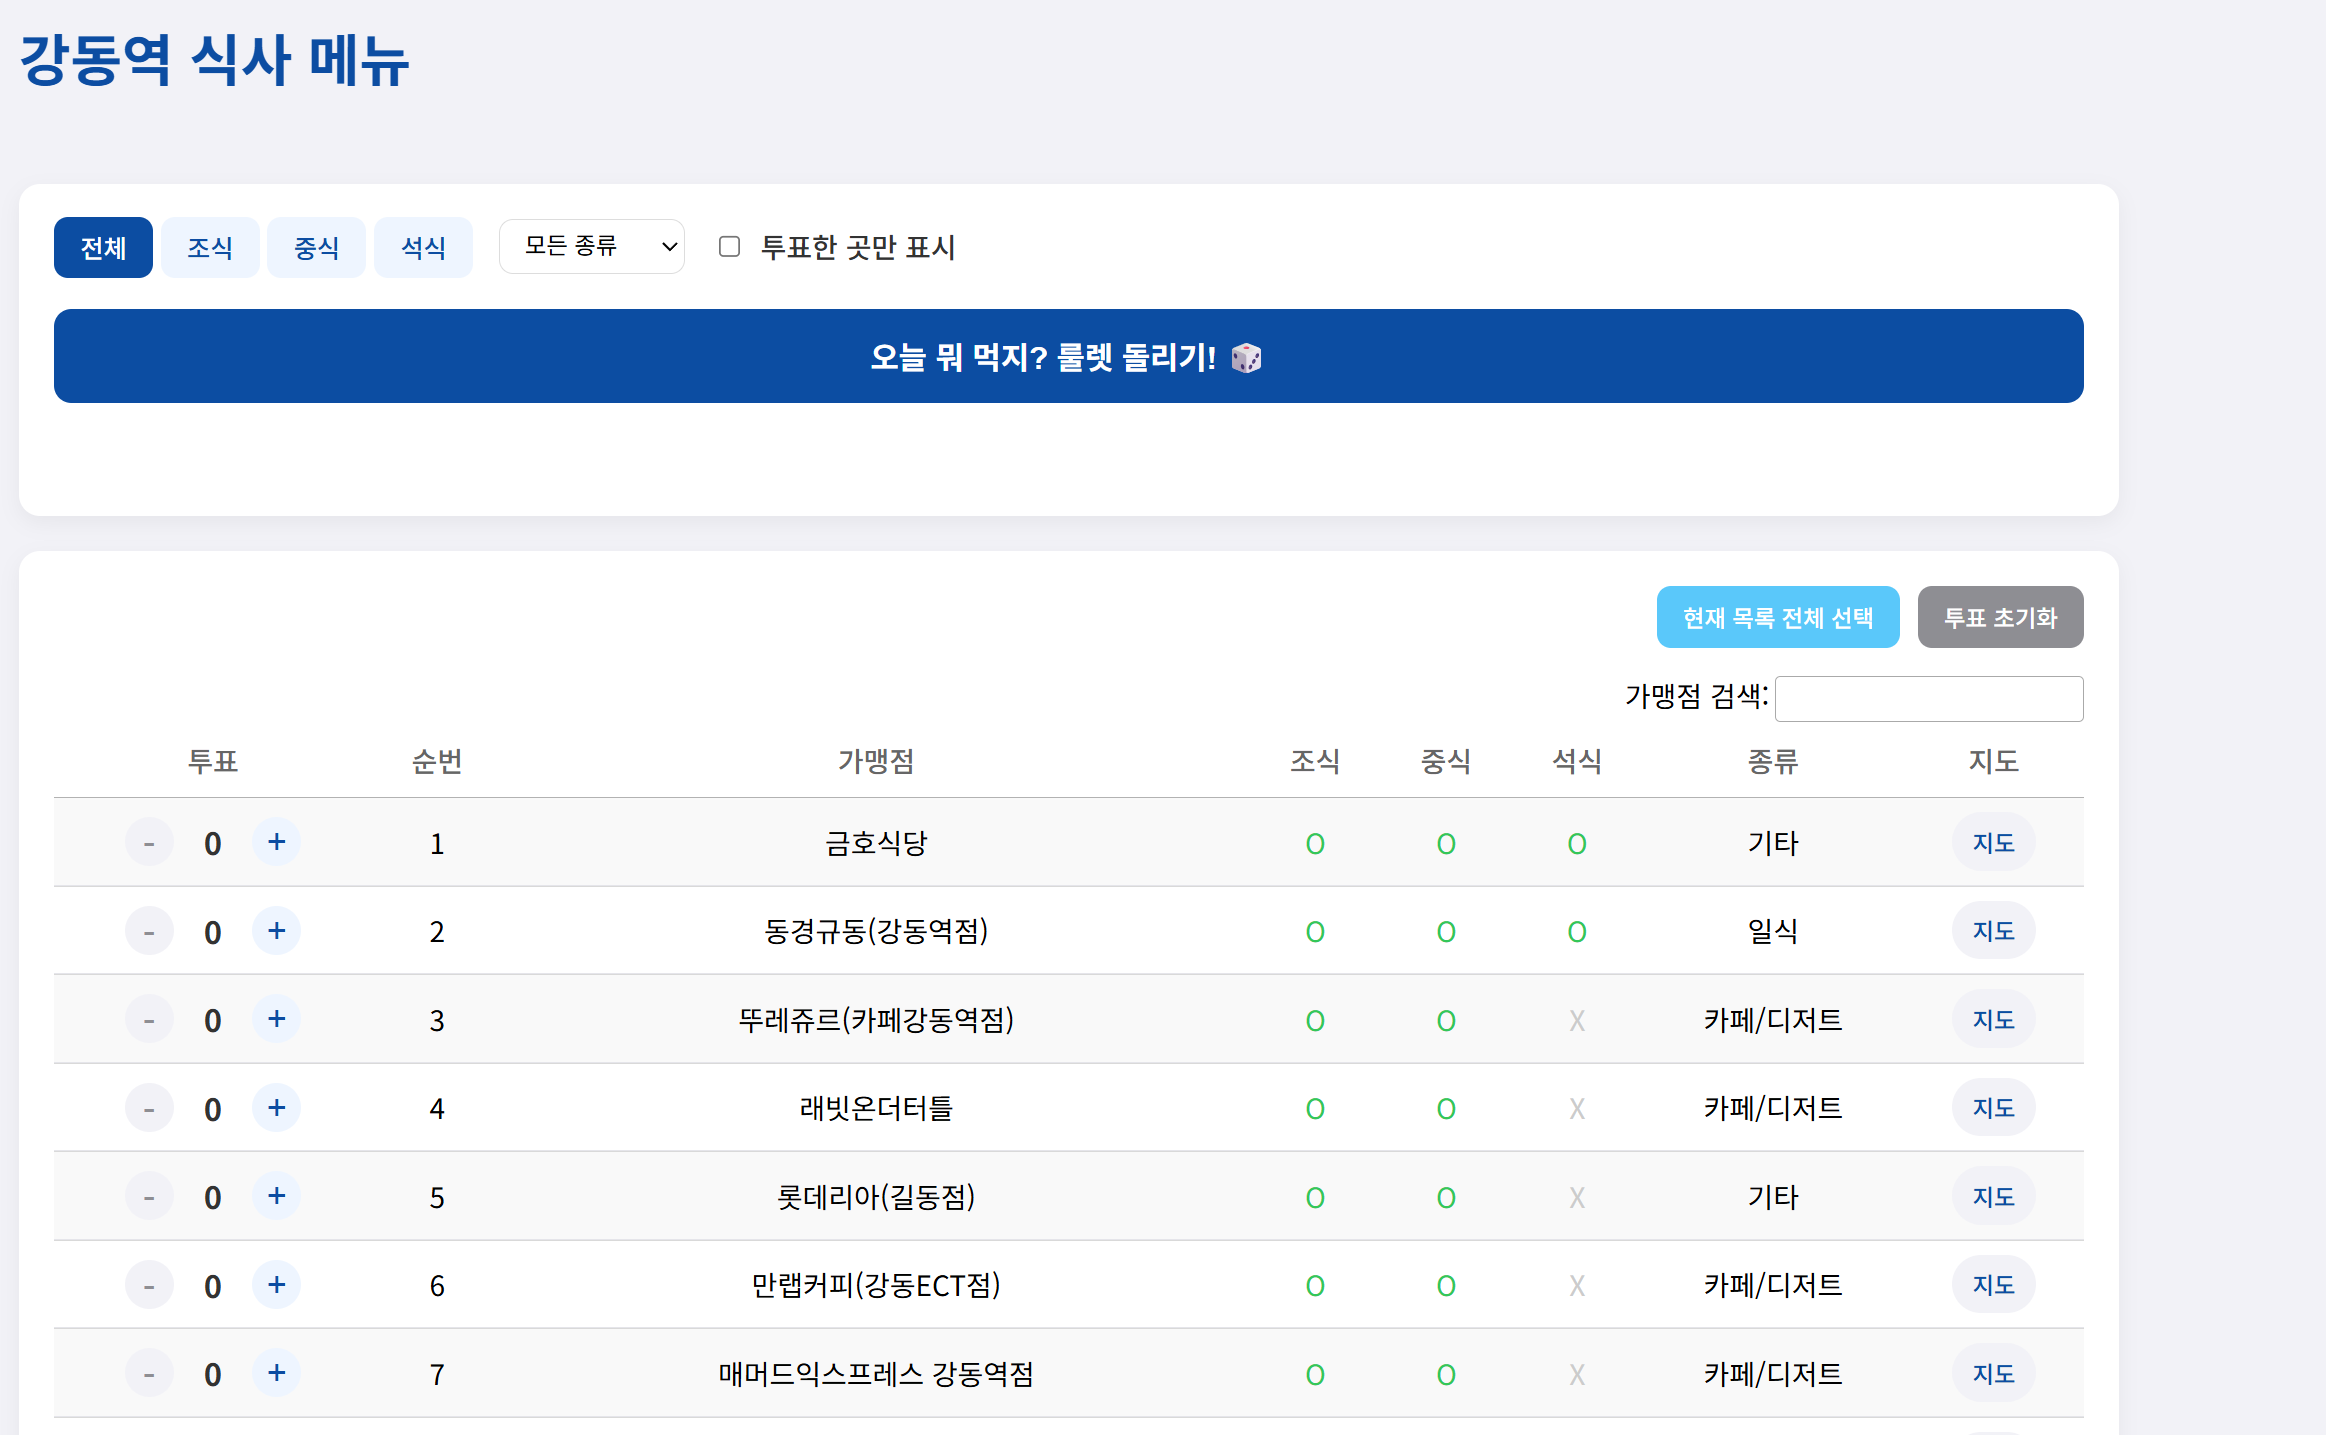 강동역 식사 메뉴
전체 조식 중식 석식 모든 종류 투표한 곳만 표시
오늘 뭐 먹지? 룰렛 돌리기! 🎲
현재 목록 전체 선택 투표 초기화
가맹점 검색:
투표 순번 가맹점 조식 중식 석식 종류 지도
- 0 + 1 금호식당 O O O 기타 지도
- 0 + 2 동경규동(강동역점) O O O 일식 지도
- 0 + 3 뚜레쥬르(카페강동역점) O O X 카페/디저트 지도
- 0 + 4 래빗온더터틀 O O X 카페/디저트 지도
- 0 + 5 롯데리아(길동점) O O X 기타 지도
- 0 + 6 만랩커피(강동ECT점) O O X 카페/디저트 지도
- 0 + 7 매머드익스프레스 강동역점 O O X 카페/디저트 지도